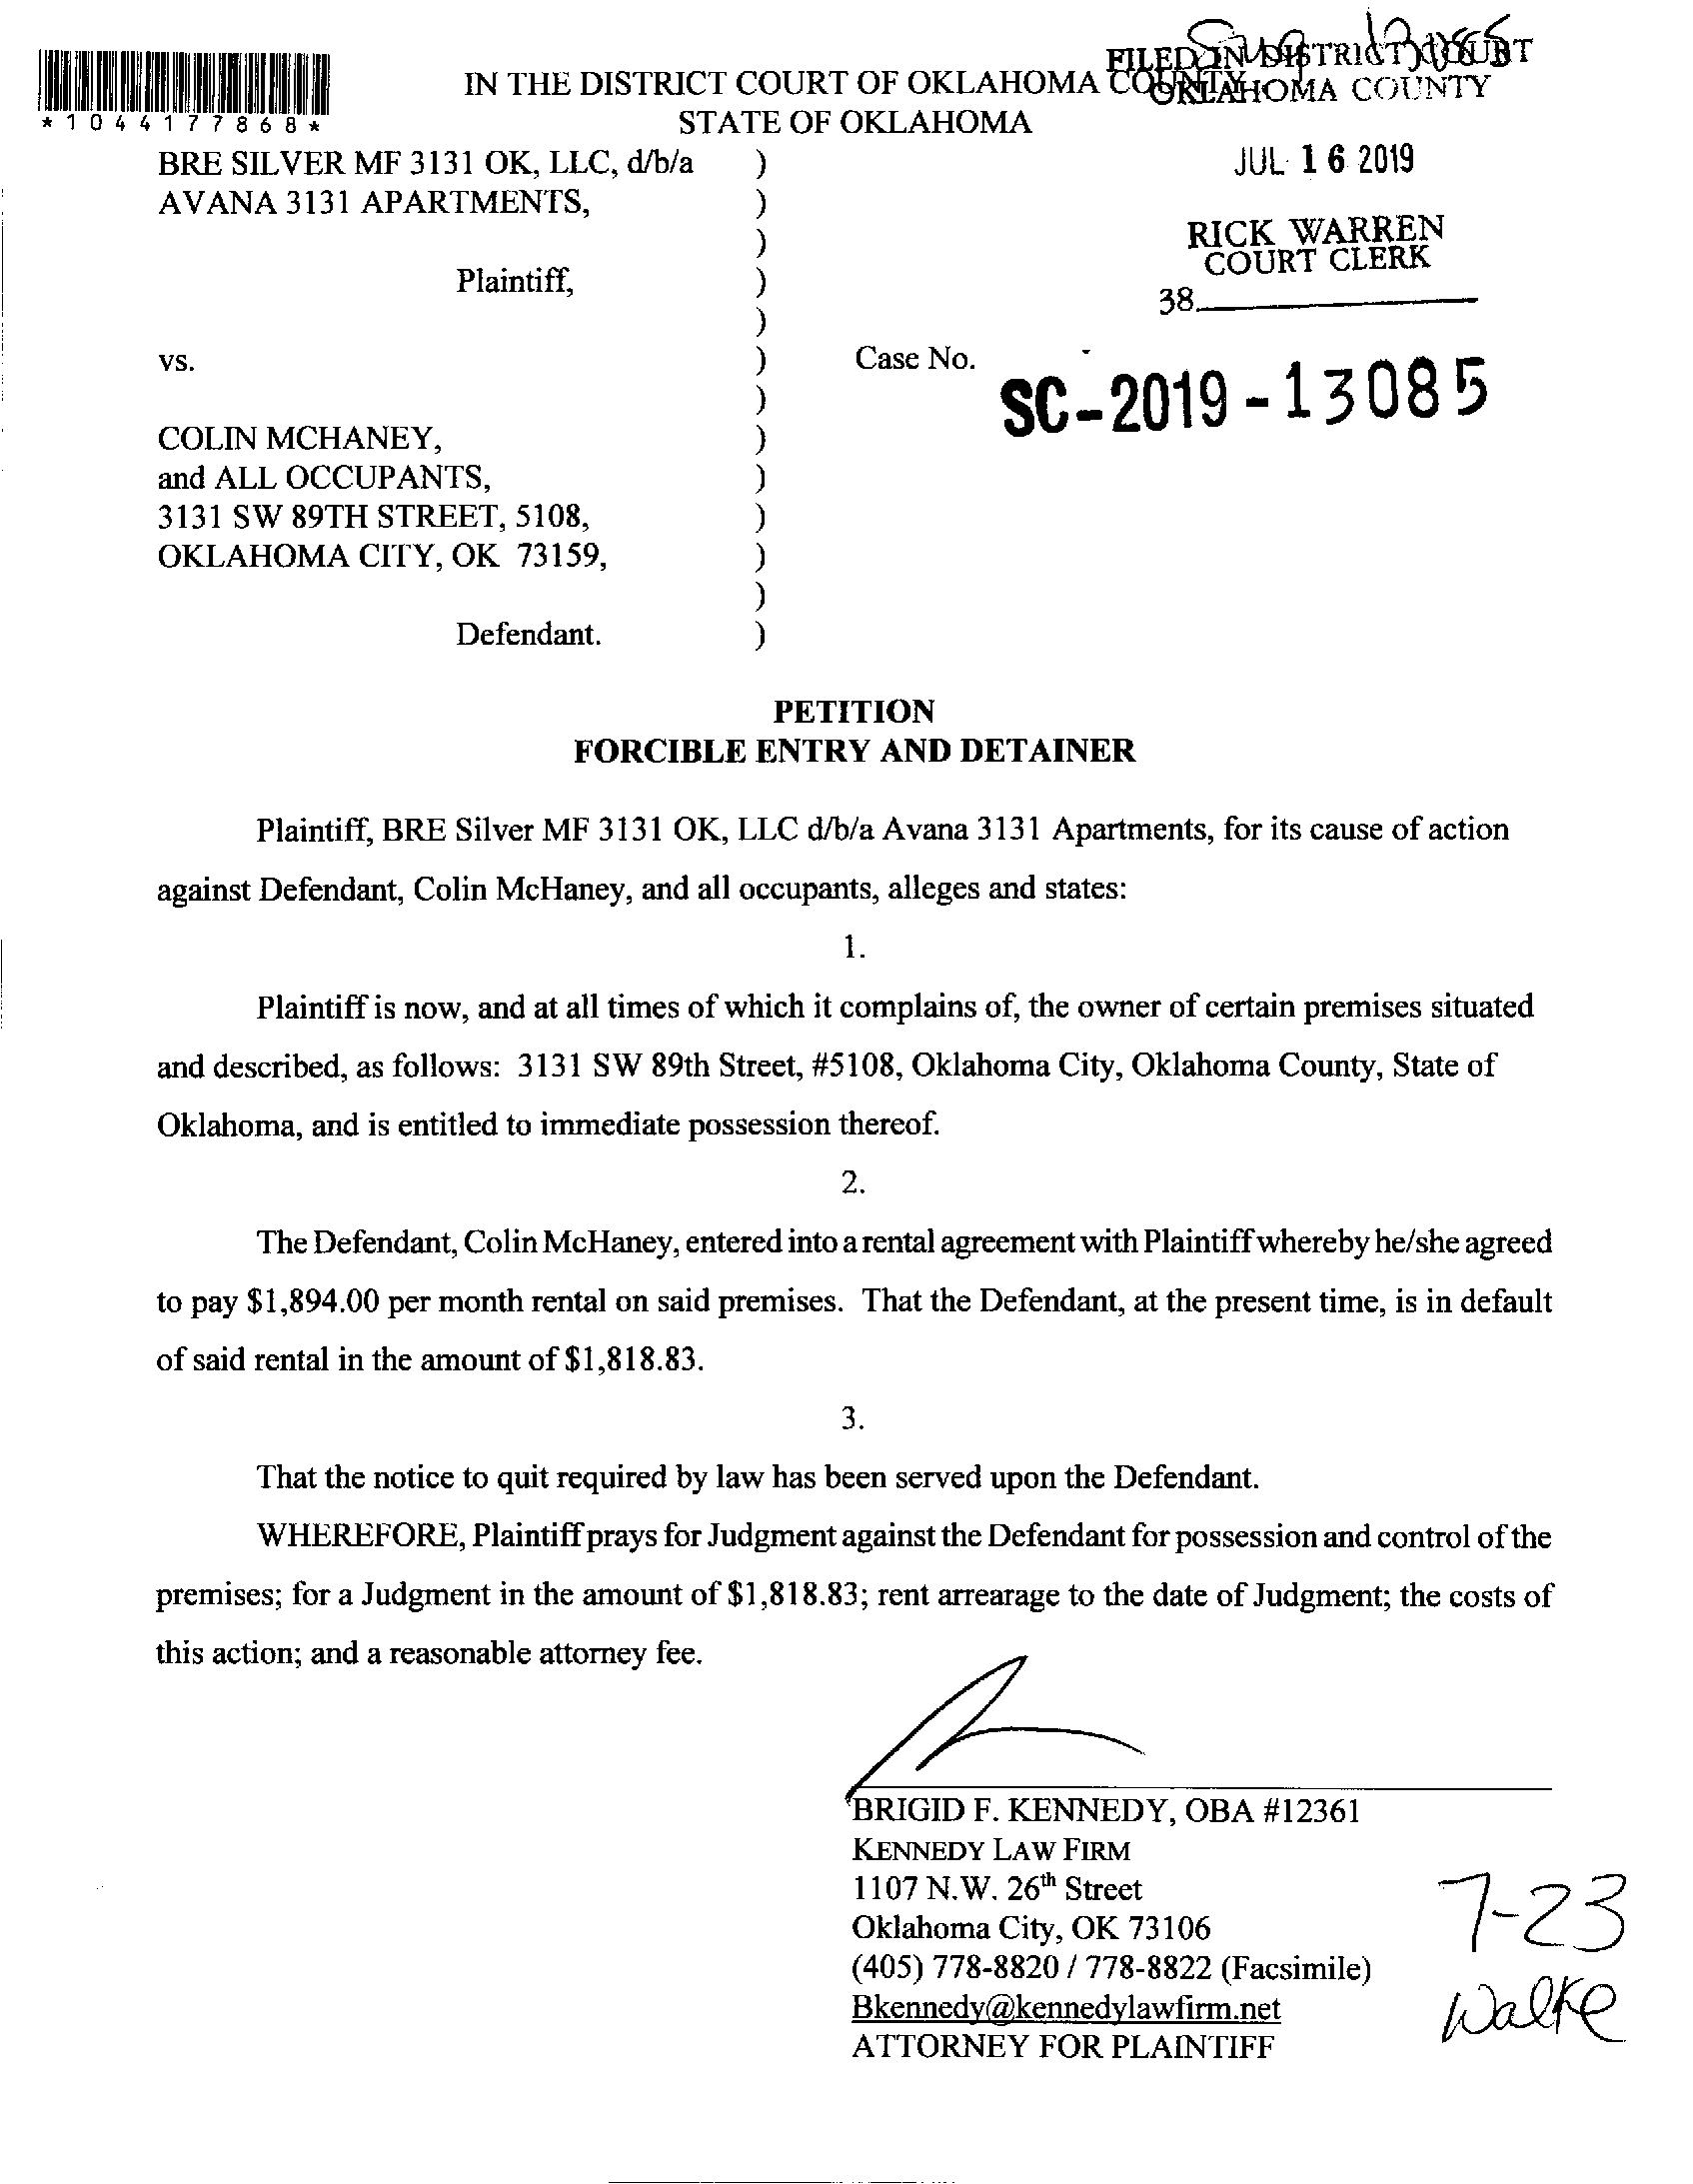 IN THE DISTRICT COURT OF OKLAHOMA COUNTY
STATE OF OKLAHOMA
FILED IN DISTRICT COURT
OKLAHOMA COUNTY
*1044177868*
JUL 16 2019
RICK WARREN
COURT CLERK
38
BRE SILVER MF 3131 OK, LLC, d/b/a )
AVANA 3131 APARTMENTS, )
)
Plaintiff, )
)
vs. ) Case No.
SC-2019-13085
)
COLIN MCHANEY, )
and ALL OCCUPANTS, )
3131 SW 89TH STREET, 5108, )
OKLAHOMA CITY, OK 73159, )
)
Defendant. )
PETITION
FORCIBLE ENTRY AND DETAINER
Plaintiff, BRE Silver MF 3131 OK, LLC d/b/a Avana 3131 Apartments, for its cause of action
against Defendant, Colin McHaney, and all occupants, alleges and states:
1.
Plaintiff is now, and at all times of which it complains of, the owner of certain premises situated
and described, as follows: 3131 SW 89th Street, #5108, Oklahoma City, Oklahoma County, State of
Oklahoma, and is entitled to immediate possession thereof.
2.
The Defendant, Colin McHaney, entered into a rental agreement with Plaintiff whereby he/she agreed
to pay $1,894.00 per month rental on said premises. That the Defendant, at the present time, is in default
of said rental in the amount of $1,818.83.
3.
That the notice to quit required by law has been served upon the Defendant.
WHEREFORE, Plaintiff prays for Judgment against the Defendant for possession and control of the
premises; for a Judgment in the amount of $1,818.83; rent arrearage to the date of Judgment; the costs of
this action; and a reasonable attorney fee.
BRIGID F. KENNEDY, OBA #12361
KENNEDY LAW FIRM
1107 N.W. 26th Street
Oklahoma City, OK 73106
(405) 778-8820 / 778-8822 (Facsimile)
Bkennedy@kennedylawfirm.net
ATTORNEY FOR PLAINTIFF
7-23
Walke